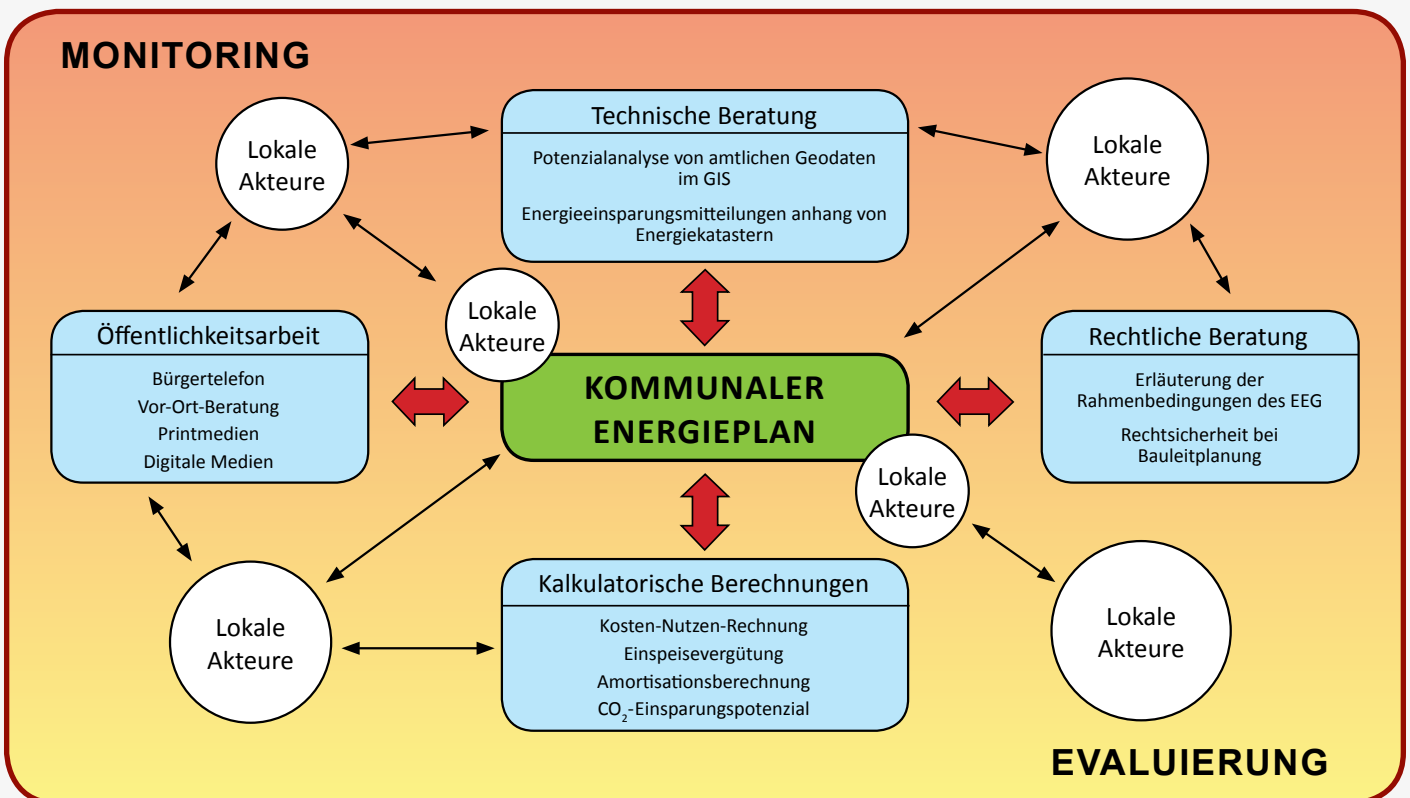 MONITORING
Lokale
Akteure
Technische Beratung
Potenzialanalyse von amtlichen Geodaten
im GIS
Energieeinsparungsmitteilungen anhang von
Energiekatastern
Lokale
Akteure
Lokale
Akteure
Öffentlichkeitsarbeit
Bürgertelefon
Vor-Ort-Beratung
Printmedien
Digitale Medien
KOMMUNALER
ENERGIEPLAN
Rechtliche Beratung
Erläuterung der
Rahmenbedingungen des EEG
Rechtsicherheit bei
Bauleitplanung
Lokale
Akteure
Lokale
Akteure
Kalkulatorische Berechnungen
Kosten-Nutzen-Rechnung
Einspeisevergütung
Amortisationsberechnung
CO₂-Einsparungspotenzial
Lokale
Akteure
EVALUIERUNG